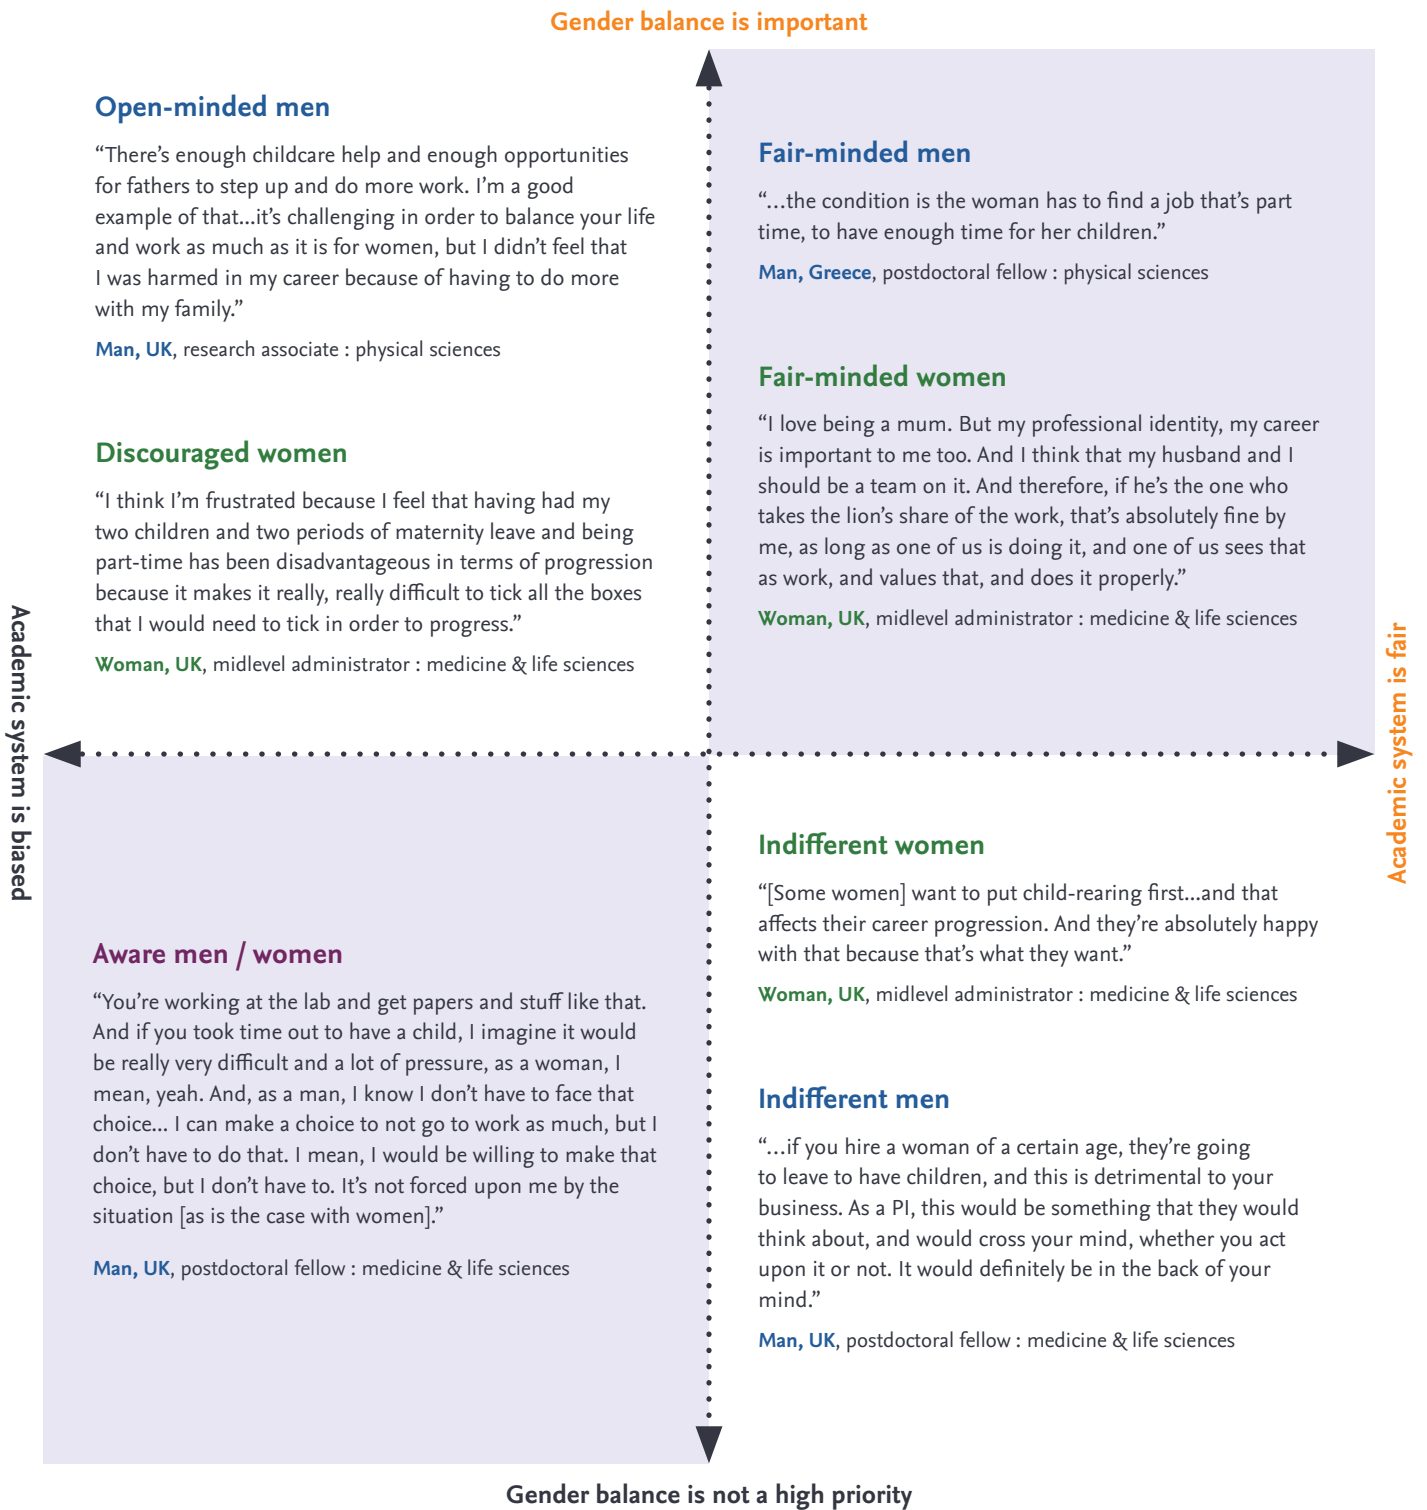 Gender balance is important
Open-minded men
“There’s enough childcare help and enough opportunities
for fathers to step up and do more work. I’m a good
example of that...it’s challenging in order to balance your life
and work as much as it is for women, but I didn’t feel that
I was harmed in my career because of having to do more
with my family.”
Man, UK, research associate : physical sciences
Discouraged women
“I think I’m frustrated because I feel that having had my
two children and two periods of maternity leave and being
part-time has been disadvantageous in terms of progression
because it makes it really, really difficult to tick all the boxes
that I would need to tick in order to progress.”
Woman, UK, midlevel administrator : medicine & life sciences
Fair-minded men
“...the condition is the woman has to find a job that’s part
time, to have enough time for her children.”
Man, Greece, postdoctoral fellow : physical sciences
Fair-minded women
“I love being a mum. But my professional identity, my career
is important to me too. And I think that my husband and I
should be a team on it. And therefore, if he’s the one who
takes the lion’s share of the work, that’s absolutely fine by
me, as long as one of us is doing it, and one of us sees that
as work, and values that, and does it properly.”
Woman, UK, midlevel administrator : medicine & life sciences
Academic system is biased
Academic system is fair
Aware men / women
“You’re working at the lab and get papers and stuff like that.
And if you took time out to have a child, I imagine it would
be really very difficult and a lot of pressure, as a woman, I
mean, yeah. And, as a man, I know I don’t have to face that
choice... I can make a choice to not go to work as much, but I
don’t have to do that. I mean, I would be willing to make that
choice, but I don’t have to. It’s not forced upon me by the
situation [as is the case with women].”
Man, UK, postdoctoral fellow : medicine & life sciences
Indifferent women
“[Some women] want to put child-rearing first...and that
affects their career progression. And they’re absolutely happy
with that because that’s what they want.”
Woman, UK, midlevel administrator : medicine & life sciences
Indifferent men
“...if you hire a woman of a certain age, they’re going
to leave to have children, and this is detrimental to your
business. As a PI, this would be something that they would
think about, and would cross your mind, whether you act
upon it or not. It would definitely be in the back of your
mind.”
Man, UK, postdoctoral fellow : medicine & life sciences
Gender balance is not a high priority